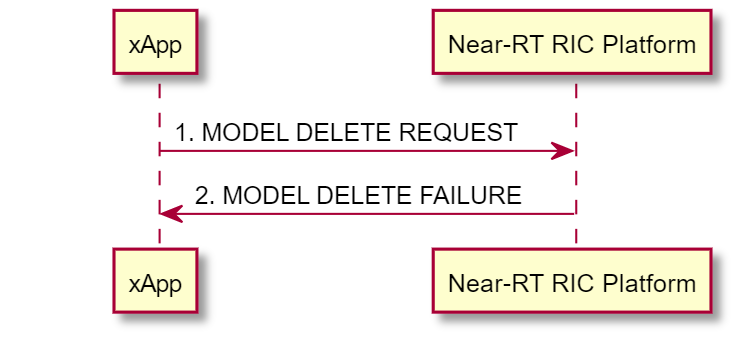 xApp
Near-RT RIC Platform
1. MODEL DELETE REQUEST
2. MODEL DELETE FAILURE
xApp
Near-RT RIC Platform